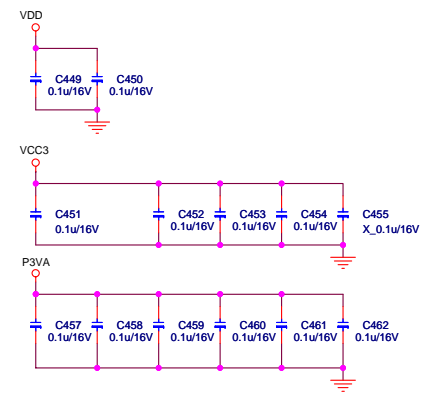 VDD
C449 C450
0.1u/16V 0.1u/16V
VCC3
C451 C452 C453 C454 C455
0.1u/16V 0.1u/16V 0.1u/16V 0.1u/16V X_0.1u/16V
P3VA
C457 C458 C459 C460 C461 C462
0.1u/16V 0.1u/16V 0.1u/16V 0.1u/16V 0.1u/16V 0.1u/16V